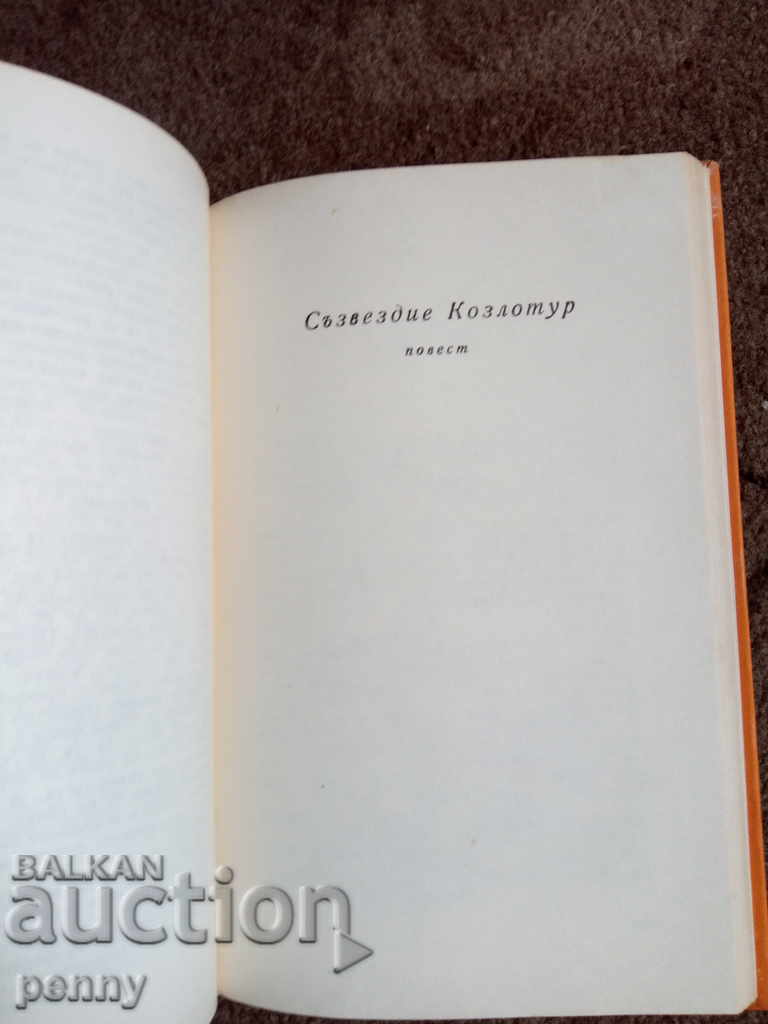 Съзвездие Козлотур
повест
BALKAN
auction
penny